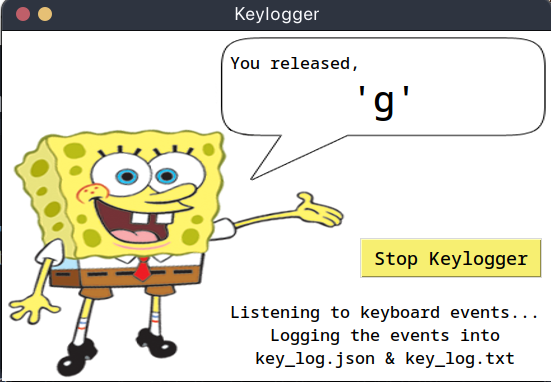 Keylogger
You released,
'g'
Stop Keylogger
Listening to keyboard events...
Logging the events into
key_log.json & key_log.txt